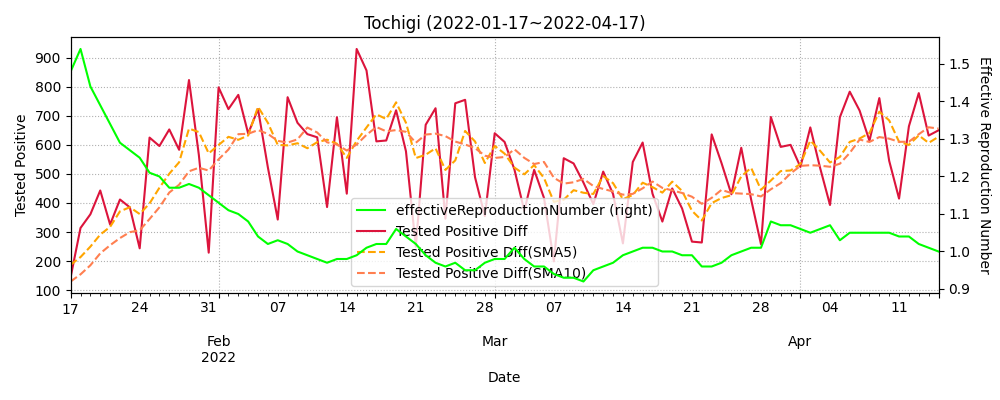 Tochigi (2022-01-17~2022-04-17)
900
800
700
600
500
400
300
200
100
Tested Positive
1.5
1.4
1.3
1.2
1.1
1.0
0.9
Effective Reproduction Number
effectiveReproductionNumber (right)
Tested Positive Diff
Tested Positive Diff(SMA5)
Tested Positive Diff(SMA10)
17 24 31 07 14 21 28 07 14 21 28 04 11
Feb Mar Apr
2022
Date